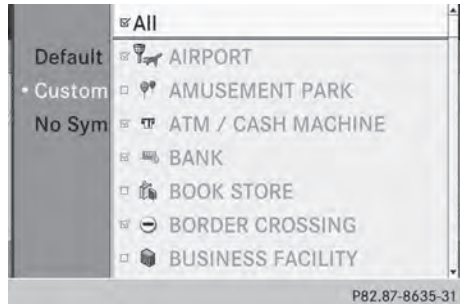 All
Default
AIRPORT
• Custom
AMUSEMENT PARK
No Sym
ATM / CASH MACHINE
BANK
BOOK STORE
BORDER CROSSING
BUSINESS FACILITY
P82.87-8635-31